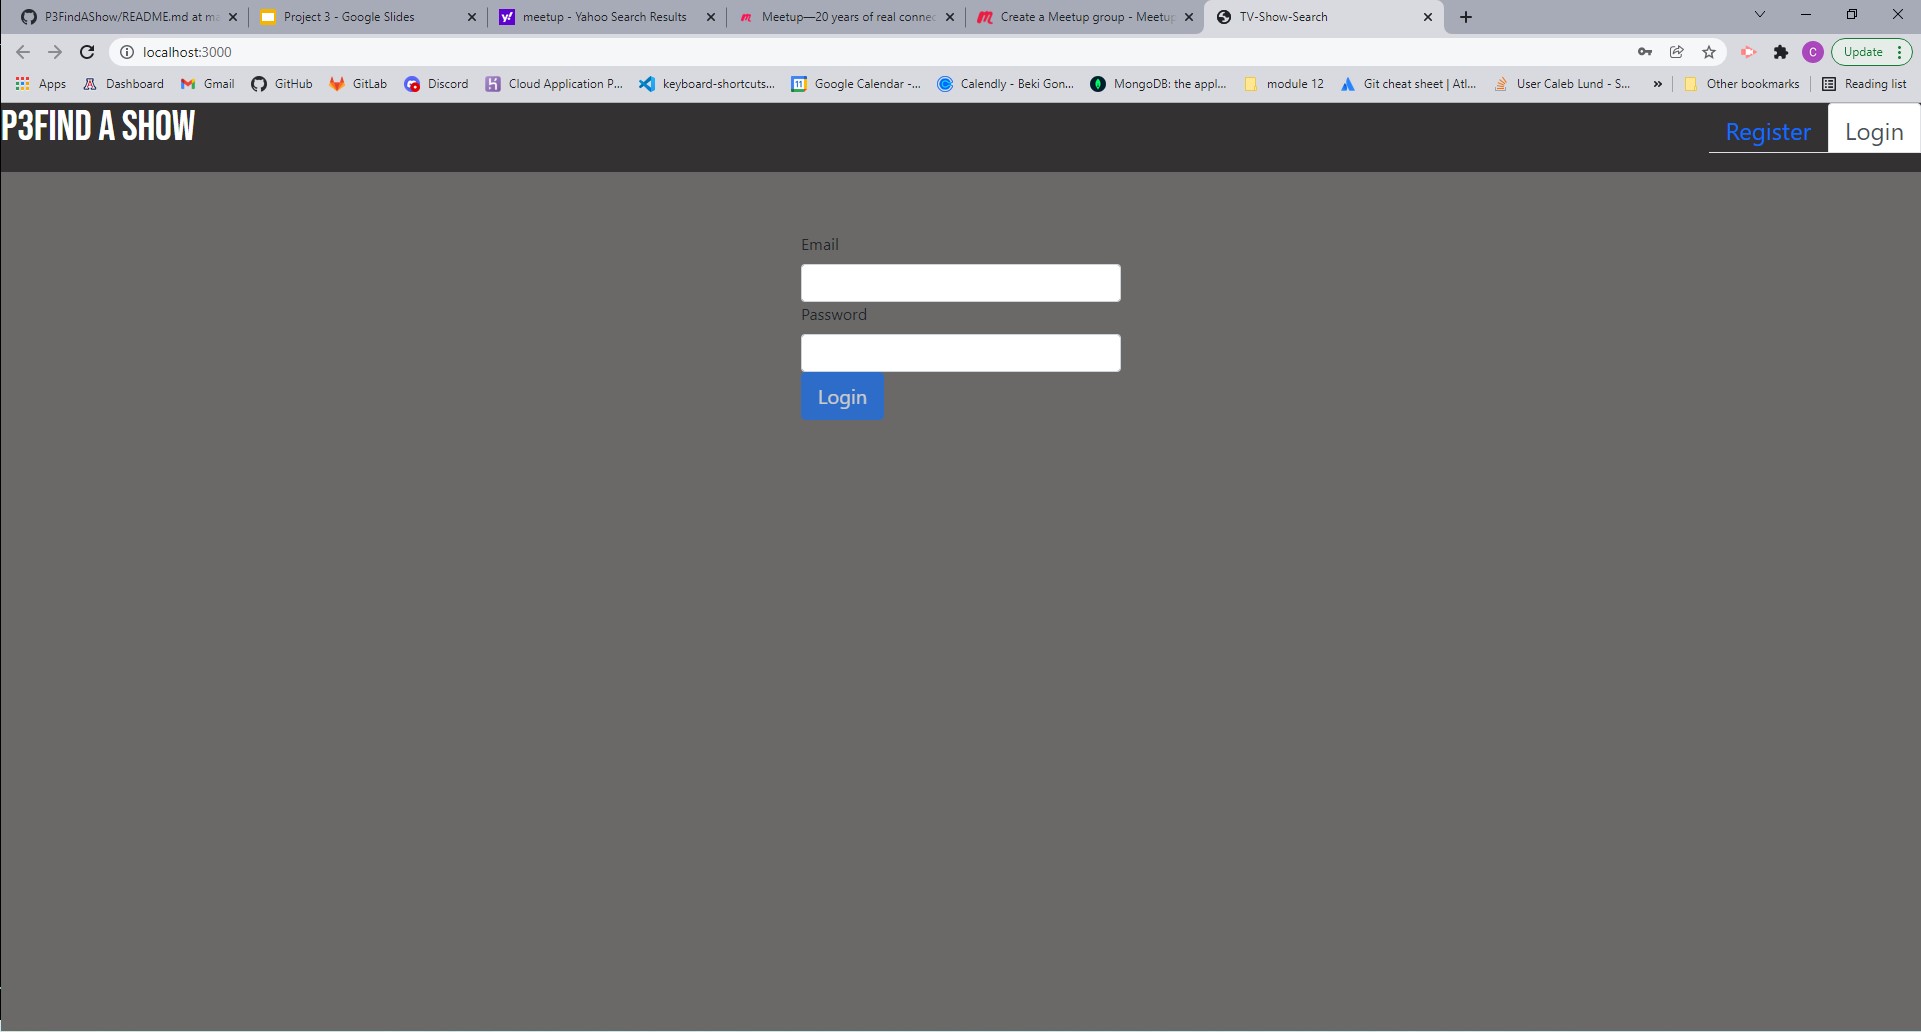 P3FindAShow/README.md at ma
Project 3 - Google Slides
meetup - Yahoo Search Results
Meetup—20 years of real connec
Create a Meetup group - Meetup
TV-Show-Search
localhost:3000
C
Update
Apps
Dashboard
Gmail
GitHub
GitLab
Discord
Cloud Application P...
keyboard-shortcuts...
Google Calendar -...
Calendly - Beki Gon...
MongoDB: the appl...
module 12
Git cheat sheet | Atl...
User Caleb Lund - S...
»
Other bookmarks
Reading list
P3FIND A SHOW
Register
Login
Email
Password
Login